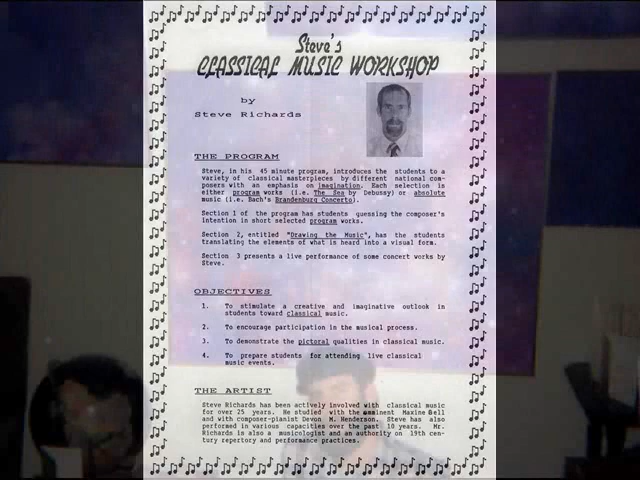 Steve's
CLASSICAL MUSIC WORKSHOP
by
Steve Richards
THE PROGRAM
Steve, in his 45 minute program, introduces the students to a
variety of classical masterpieces by different national com-
posers with an emphasis on imagination. Each selection is
either program works (i.e. The Sea by Debussy) or absolute
music (i.e. Bach's Brandenburg Concerto).
Section 1 of the program has students guessing the composer's
intention in short selected program works.
Section 2, entitled "Drawing the Music", has the students
translating the elements of what is heard into a visual form.
Section 3 presents a live performance of some concert works by
Steve.
OBJECTIVES
1. To stimulate a creative and imaginative outlook in
students toward classical music.
2. To encourage participation in the musical process.
3. To demonstrate the pictoral qualities in classical music.
4. To prepare students for attending live classical
music events.
THE ARTIST
Steve Richards has been actively involved with classical music
for over 25 years. He studied with the eminent Maxine Bell
and with composer-pianist Devon M. Henderson. Steve has also
performed in various capacities over the past 10 years. Mr.
Richards is also a musicologist and an authority on 19th cen-
tury repertory and performance practices.